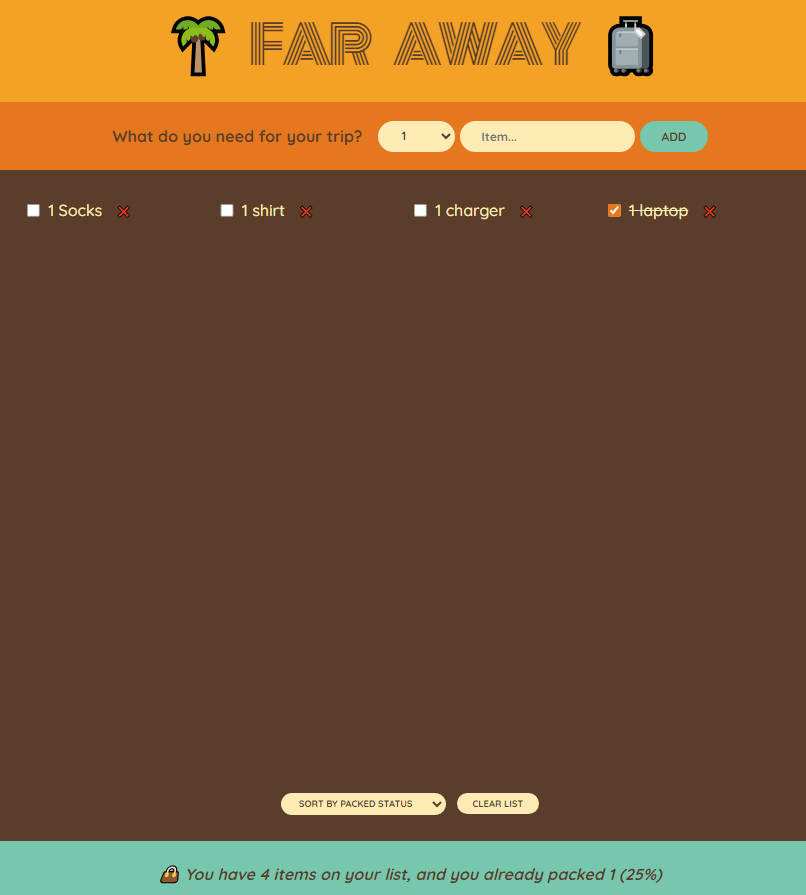 FAR AWAY
What do you need for your trip? 1 Item... ADD
1 Socks 1 shirt 1 charger 1 laptop
SORT BY PACKED STATUS CLEAR LIST
You have 4 items on your list, and you already packed 1 (25%)